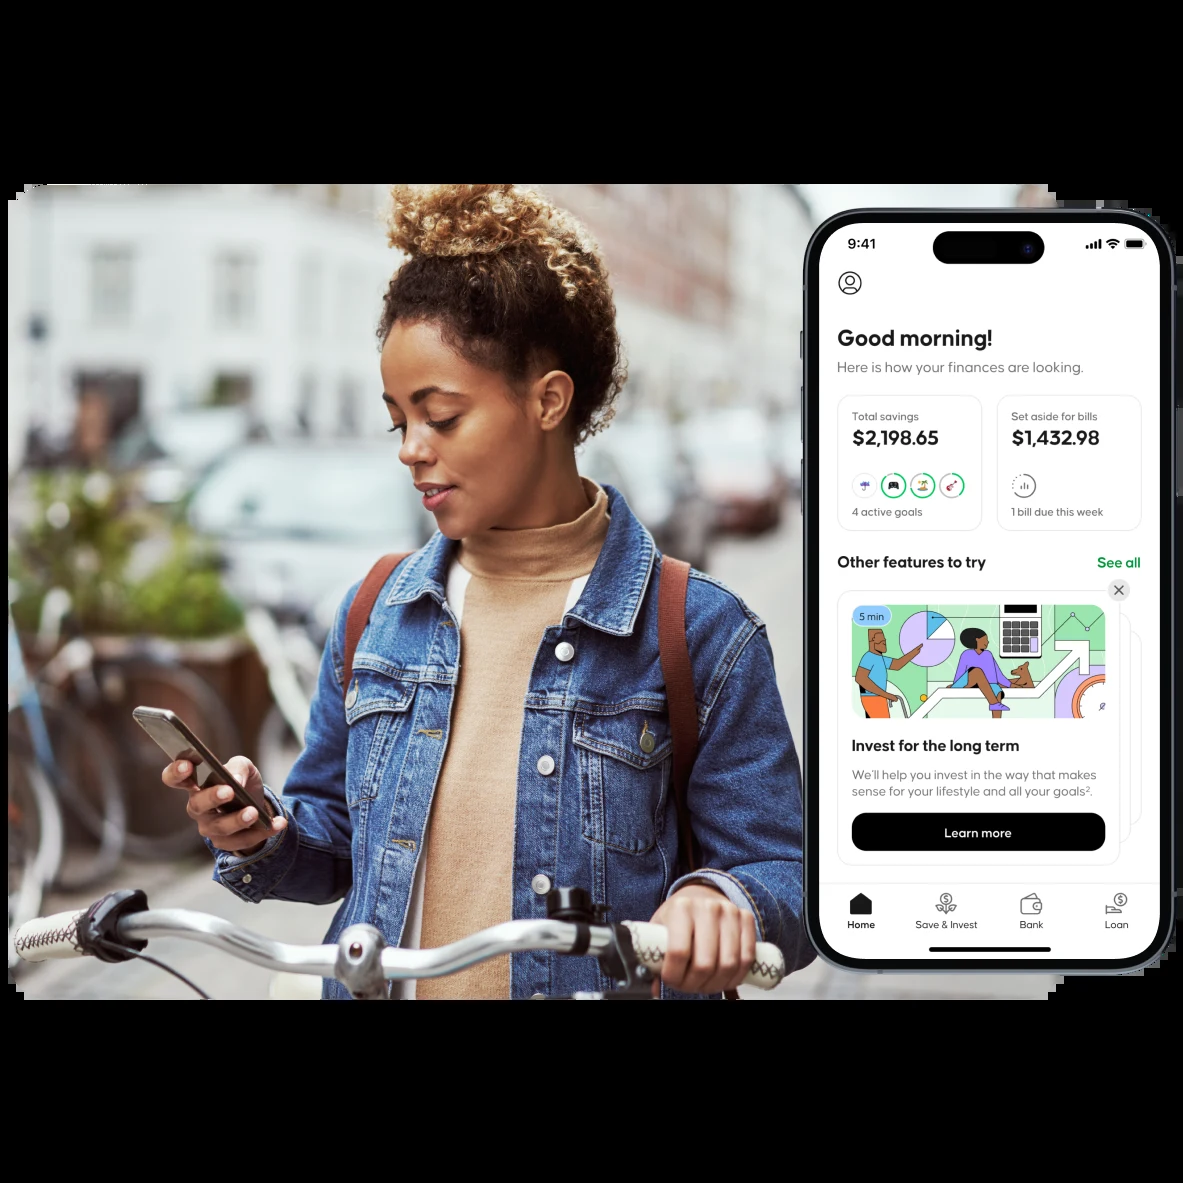 9:41
Good morning!
Here is how your finances are looking.
Total savings
$2,198.65
4 active goals
Set aside for bills
$1,432.98
1 bill due this week
Other features to try
See all
5 min
Invest for the long term
We'll help you invest in the way that makes
sense for your lifestyle and all your goals².
Learn more
Home
Save & Invest
Bank
Loan